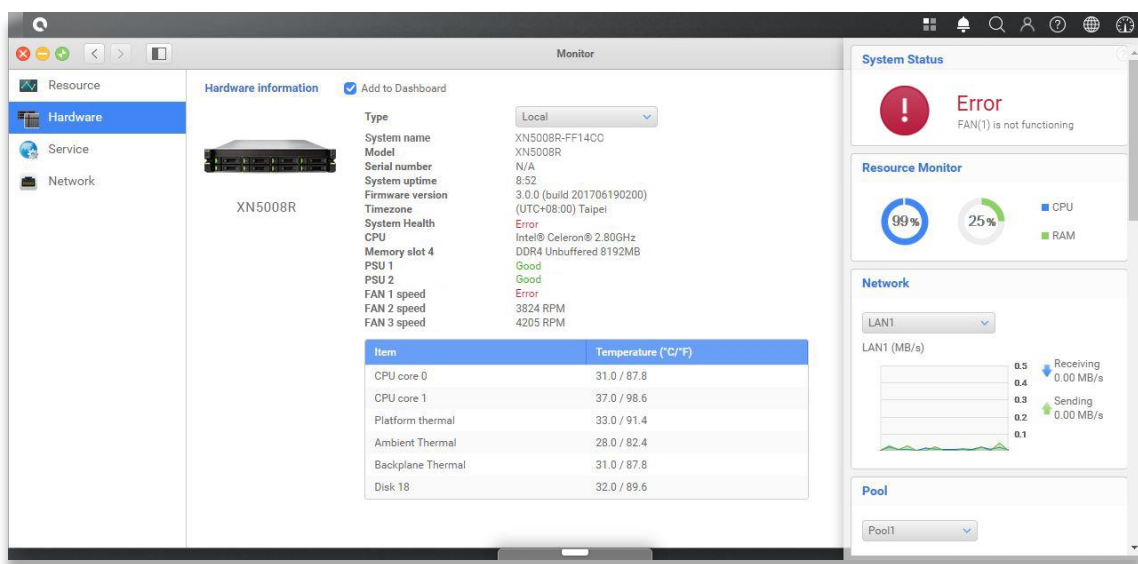 Monitor
Resource
Hardware
Service
Network
Hardware information
Add to Dashboard
XN5008R
Type Local
System name XN5008R-FF14CC
Model XN5008R
Serial number N/A
System uptime 8:52
Firmware version 3.0.0 (build 201706190200)
Timezone (UTC+08:00) Taipei
System Health Error
CPU Intel® Celeron® 2.80GHz
Memory slot 4 DDR4 Unbuffered 8192MB
PSU 1 Good
PSU 2 Good
FAN 1 speed Error
FAN 2 speed 3824 RPM
FAN 3 speed 4205 RPM
Item Temperature (°C/°F)
CPU core 0 31.0 / 87.8
CPU core 1 37.0 / 98.6
Platform thermal 33.0 / 91.4
Ambient Thermal 28.0 / 82.4
Backplane Thermal 31.0 / 87.8
Disk 18 32.0 / 89.6
System Status
Error
FAN(1) is not functioning
Resource Monitor
99%
25%
CPU
RAM
Network
LAN1
LAN1 (MB/s)
0.5
0.4
0.3
0.2
0.1
Receiving
0.00 MB/s
Sending
0.00 MB/s
Pool
Pool1